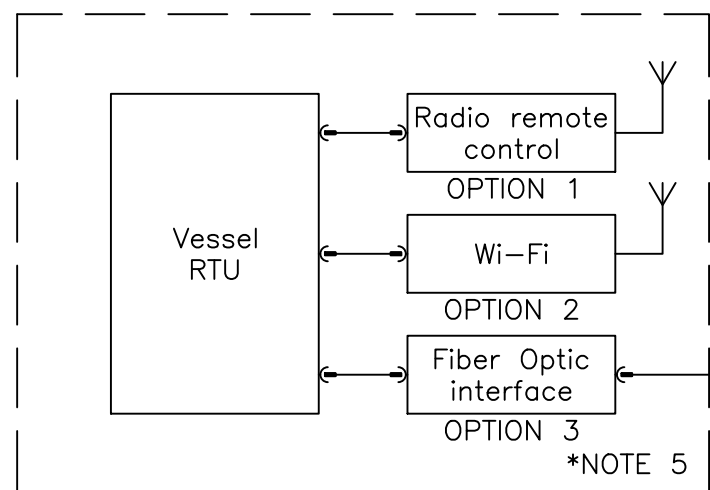 Vessel
RTU
Radio remote
control
OPTION 1
Wi-Fi
OPTION 2
Fiber Optic
interface
OPTION 3
*NOTE 5